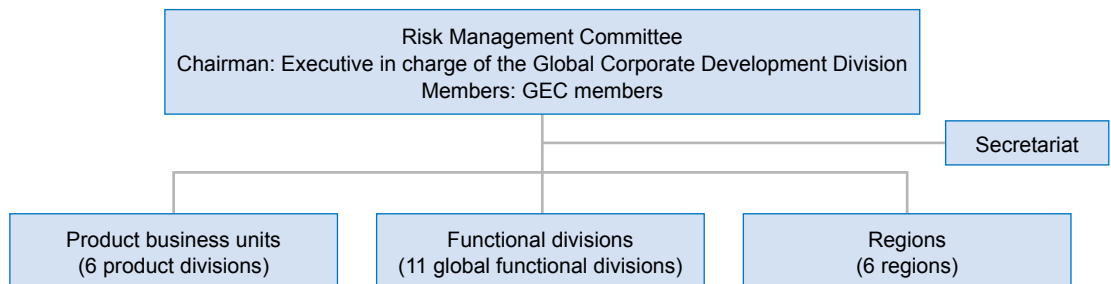 Risk Management Committee
Chairman: Executive in charge of the Global Corporate Development Division
Members: GEC members
Secretariat
Product business units
(6 product divisions)
Functional divisions
(11 global functional divisions)
Regions
(6 regions)